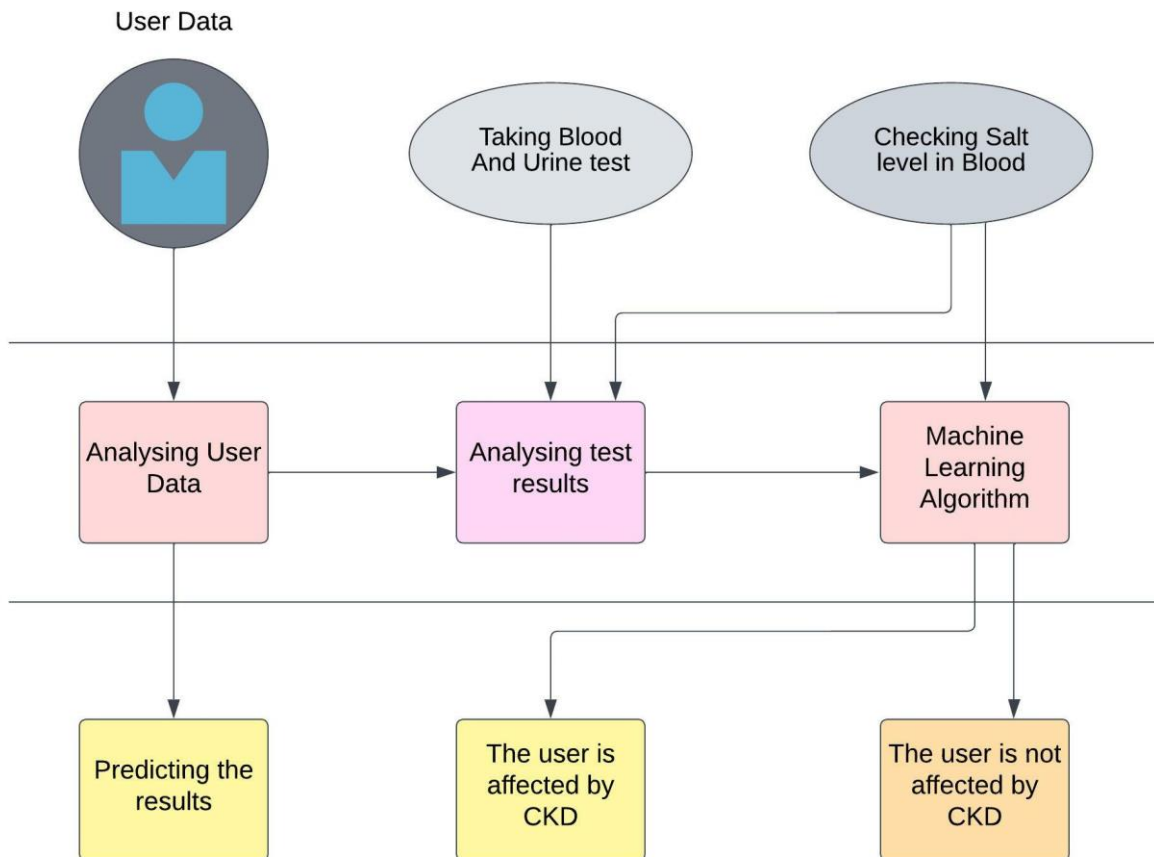 User Data
Taking Blood
And Urine test
Checking Salt
level in Blood
Analysing User
Data
Analysing test
results
Machine
Learning
Algorithm
Predicting the
results
The user is
affected by
CKD
The user is not
affected by
CKD